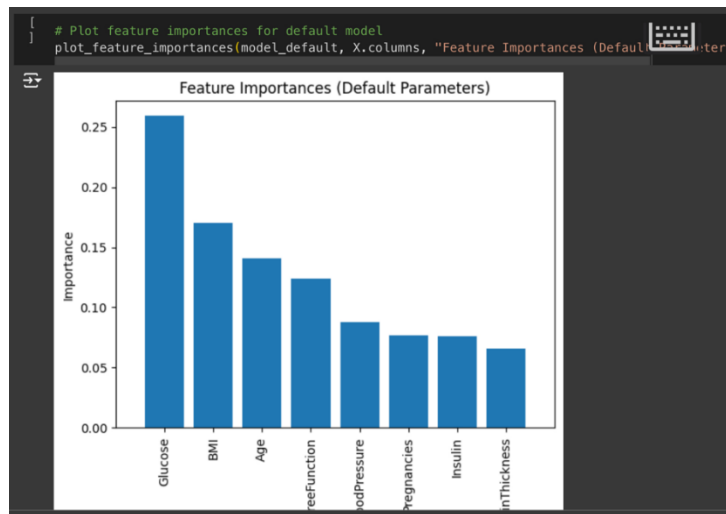 [
]
# Plot feature importances for default model
plot_feature_importances(model_default, X.columns, "Feature Importances (Defaul
Feature Importances (Default Parameters)
Importance
0.25
0.20
0.15
0.10
0.05
0.00
Glucose
BMI
Age
reeFunction
odPressure
Pregnancies
Insulin
inThickness